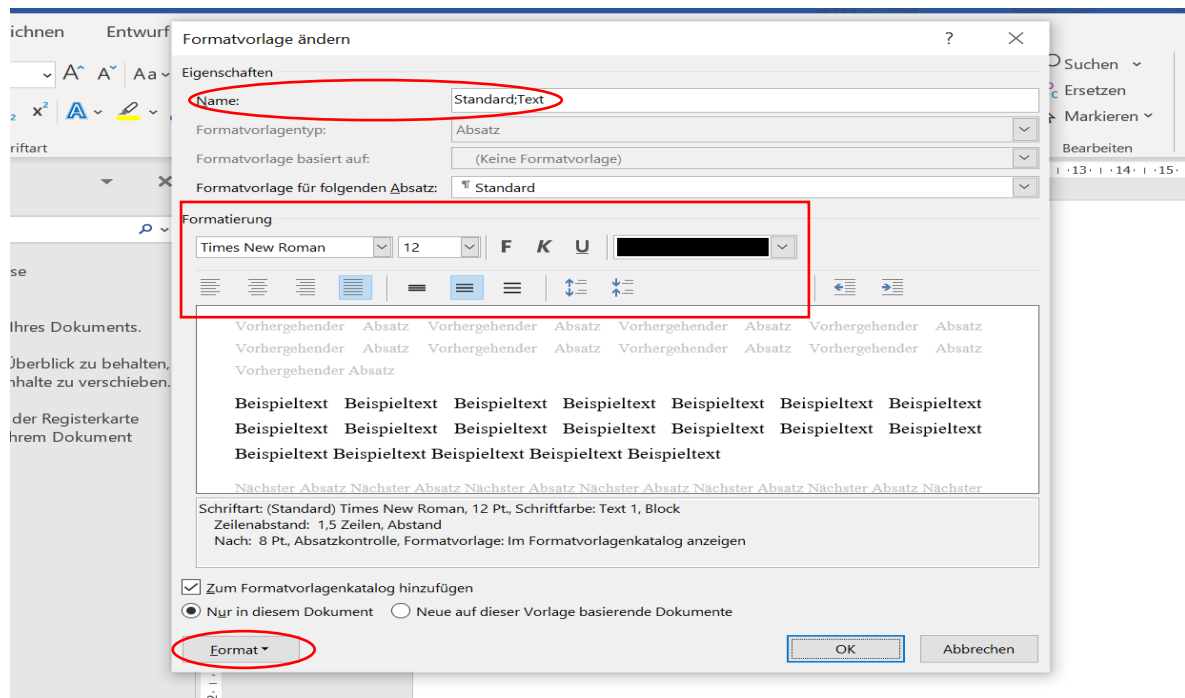 ichnen Entwurf
Formatvorlage ändern ?
A A Aa
Suchen
Eigenschaften
Ersetzen
Name: Standard;Text
x² A
Markieren
Formatvorlagentyp: Absatz
riftart
Bearbeiten
Formatvorlage basiert auf: (Keine Formatvorlage)
13 14 15
Formatvorlage für folgenden Absatz: ¶ Standard
Formatierung
Times New Roman 12 F K U
se
Ihres Dokuments.
Überblick zu behalten,
nhalte zu verschieben.
der Registerkarte
hrem Dokument
Vorhergehender Absatz Vorhergehender Absatz Vorhergehender Absatz Vorhergehender Absatz
Vorhergehender Absatz Vorhergehender Absatz Vorhergehender Absatz Vorhergehender Absatz
Vorhergehender Absatz
Beispieltext Beispieltext Beispieltext Beispieltext Beispieltext Beispieltext Beispieltext
Beispieltext Beispieltext Beispieltext Beispieltext Beispieltext Beispieltext Beispieltext
Beispieltext Beispieltext Beispieltext Beispieltext Beispieltext
Nächster Absatz Nächster Absatz Nächster Absatz Nächster Absatz Nächster Absatz Nächster Absatz Nächster
Schriftart: (Standard) Times New Roman, 12 Pt., Schriftfarbe: Text 1, Block
Zeilenabstand: 1,5 Zeilen, Abstand
Nach: 8 Pt., Absatzkontrolle, Formatvorlage: Im Formatvorlagenkatalog anzeigen
Zum Formatvorlagenkatalog hinzufügen
Nur in diesem Dokument Neue auf dieser Vorlage basierende Dokumente
Format OK Abbrechen